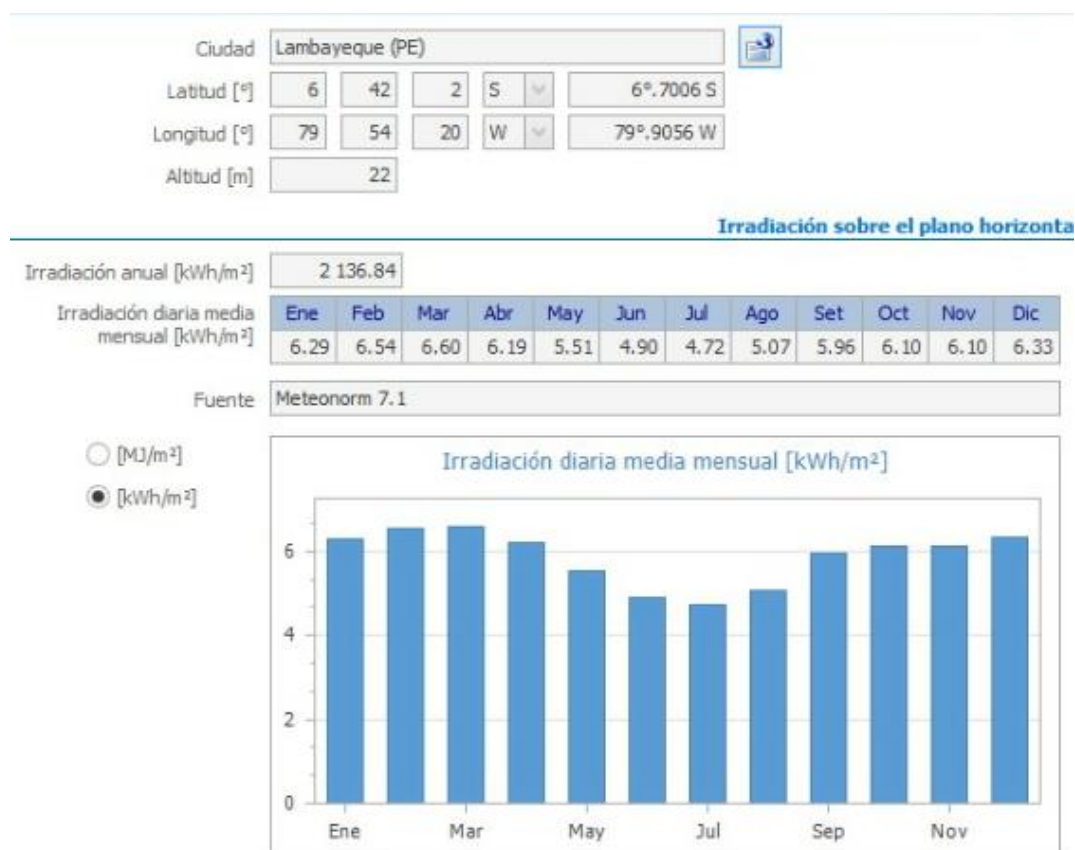 Ciudad Lambayeque (PE)
Latitud [°] 6 42 2 S 6°.7006 S
Longitud [°] 79 54 20 W 79°.9056 W
Altitud [m] 22
Irradiación sobre el plano horizonta
Irradiación anual [kWh/m²] 2 136.84
Irradiación diaria media mensual [kWh/m²]
Ene Feb Mar Abr May Jun Jul Ago Set Oct Nov Dic
6.29 6.54 6.60 6.19 5.51 4.90 4.72 5.07 5.96 6.10 6.10 6.33
Fuente Meteonorm 7.1
[MJ/m²]
[kWh/m²]
Irradiación diaria media mensual [kWh/m²]
6
4
2
0
Ene Mar May Jul Sep Nov